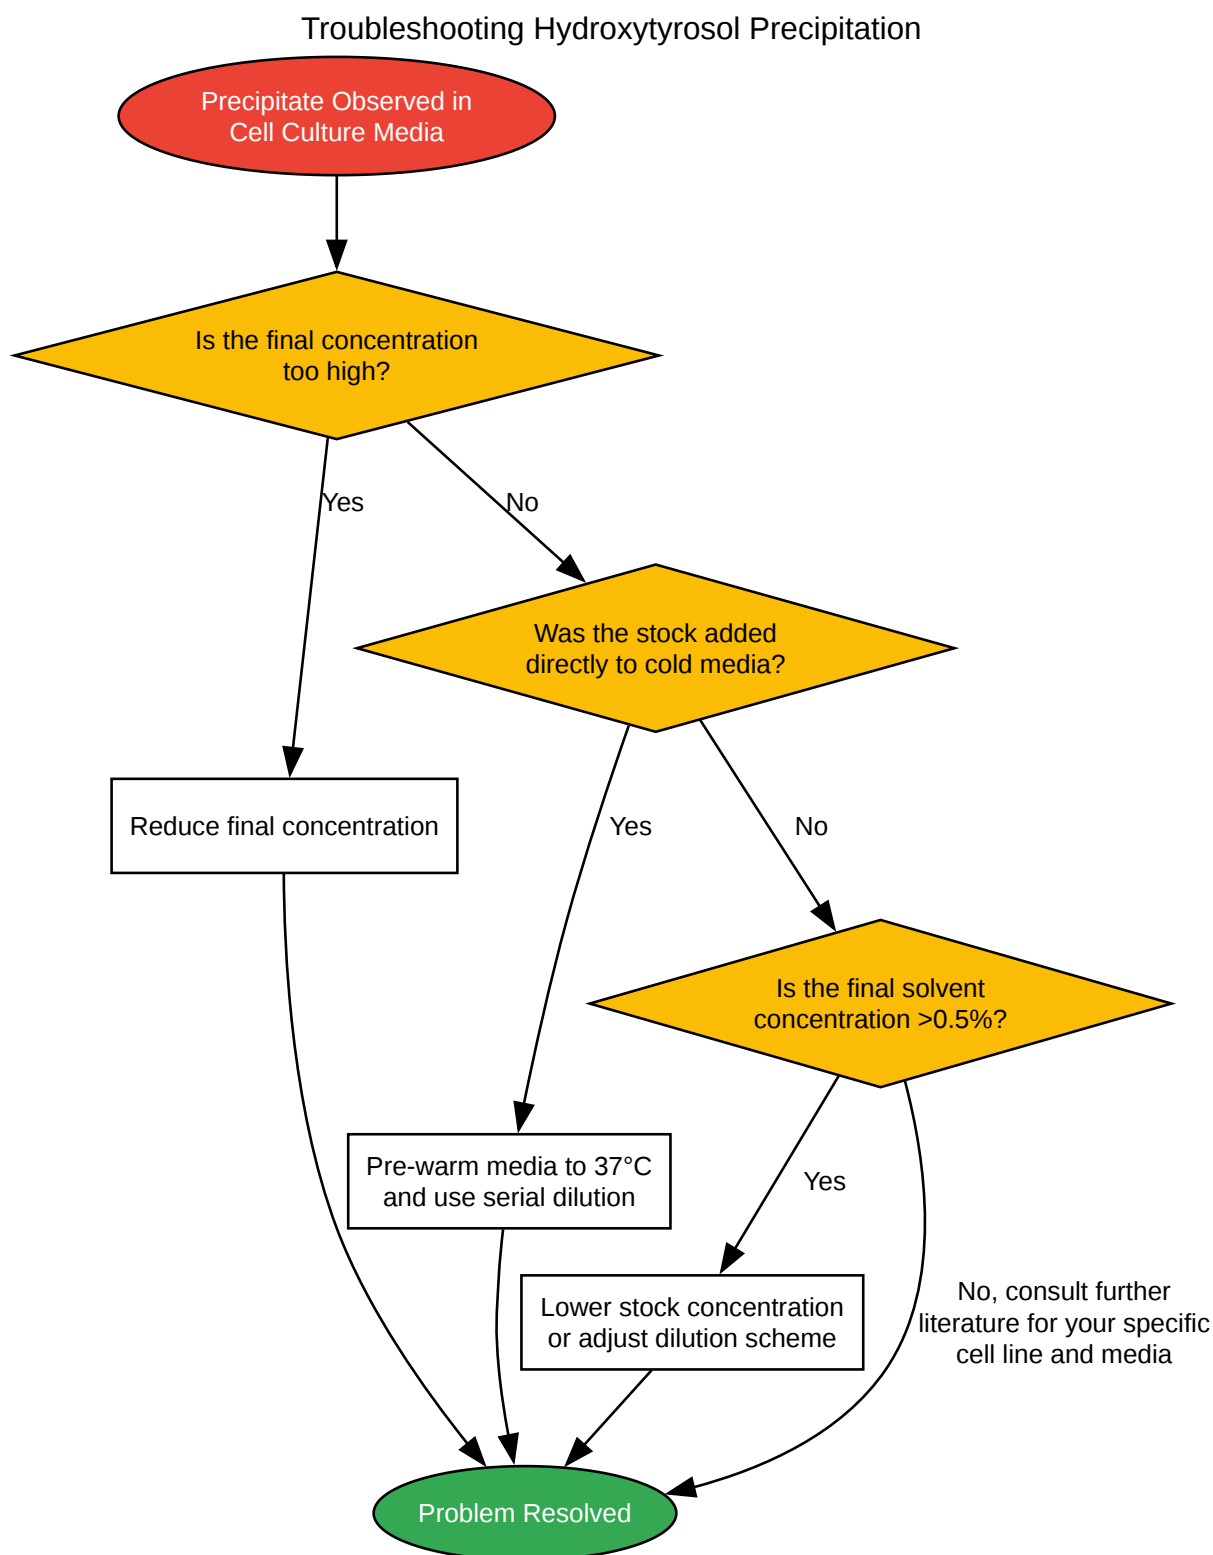 Troubleshooting Hydroxytyrosol Precipitation
Precipitate Observed in
Cell Culture Media
Is the final concentration
too high?
Yes
No
Was the stock added
directly to cold media?
Reduce final concentration
Yes
No
Is the final solvent
concentration >0.5%?
Pre-warm media to 37°C
and use serial dilution
Yes
Lower stock concentration
or adjust dilution scheme
No, consult further
literature for your specific
cell line and media
Problem Resolved